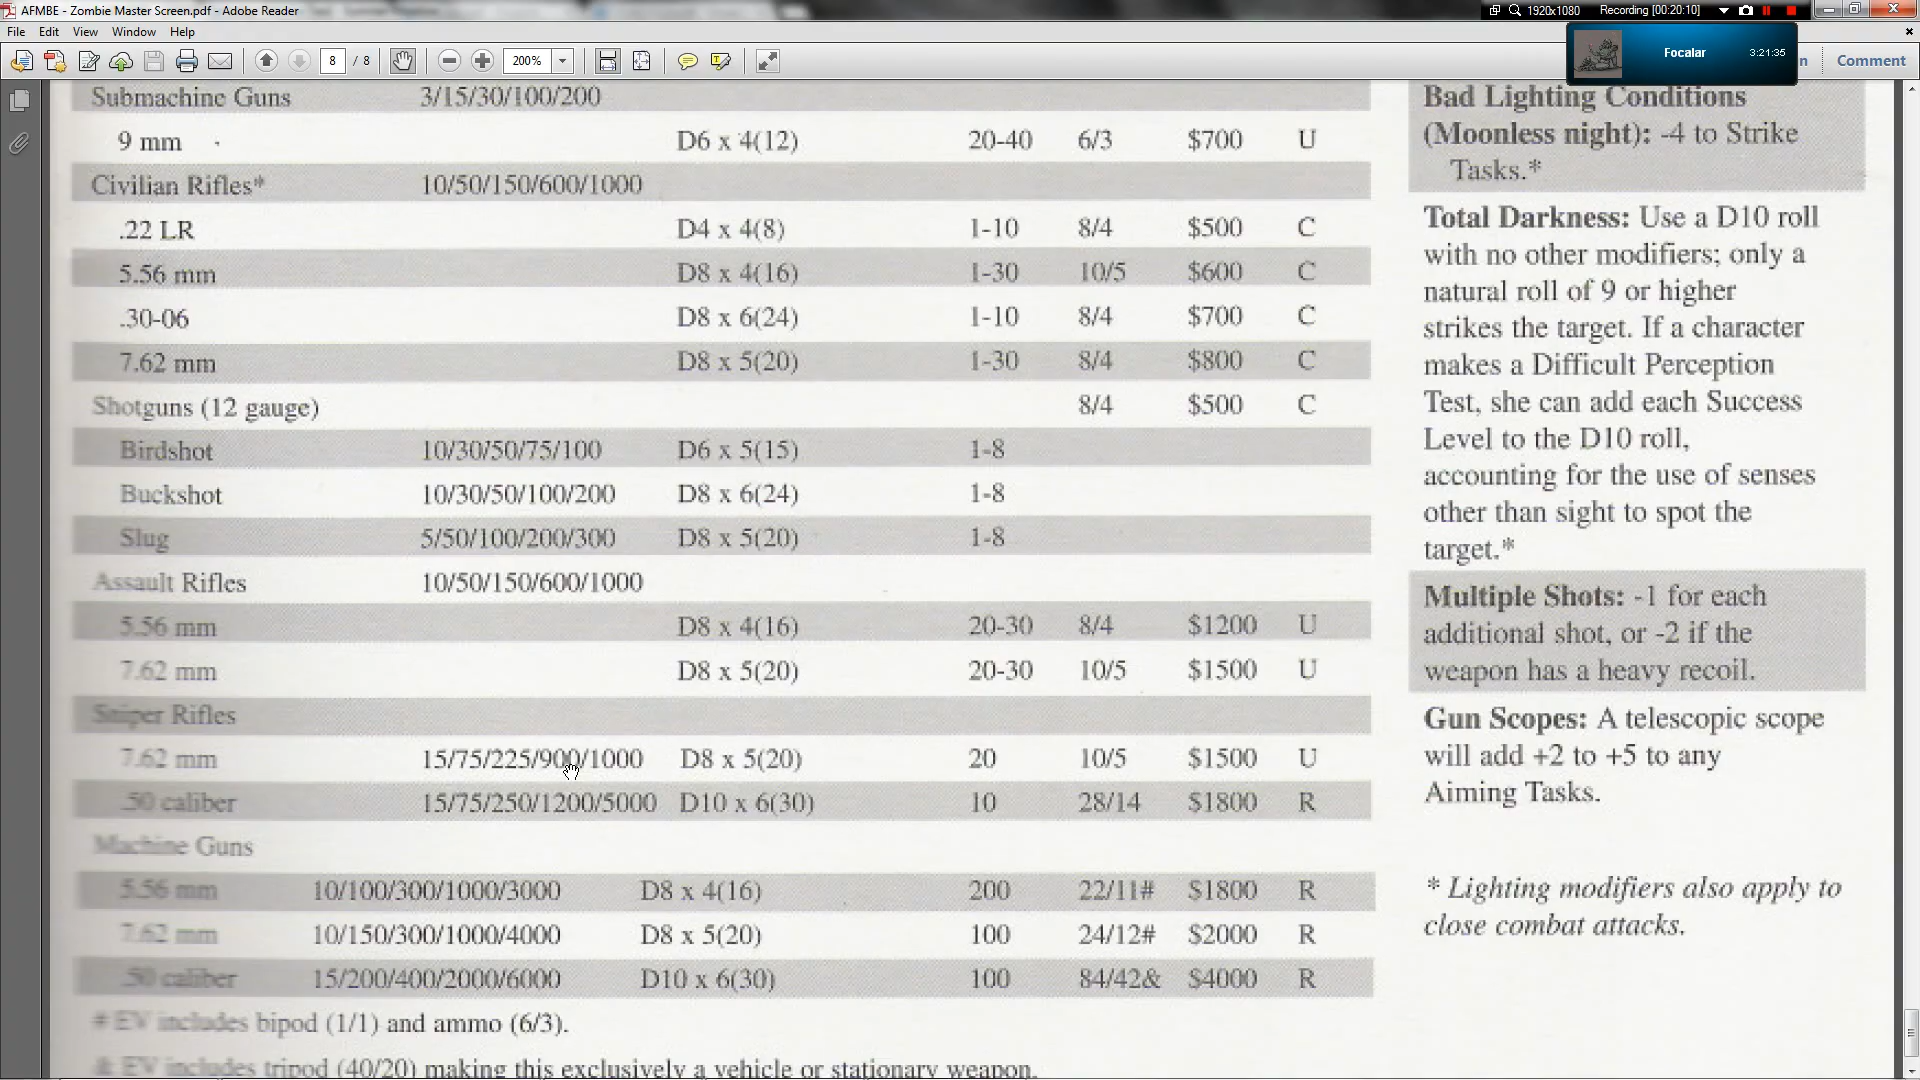 AFMBE - Zombie Master Screen.pdf - Adobe Reader
1920x1080 Recording [00:20:10]
File Edit View Window Help
Focalar 3:21:35
8 / 8 200% n Comment
Submachine Guns 3/15/30/100/200
9 mm D6 x 4(12) 20-40 6/3 $700 U
Civilian Rifles* 10/50/150/600/1000
.22 LR D4 x 4(8) 1-10 8/4 $500 C
5.56 mm D8 x 4(16) 1-30 10/5 $600 C
.30-06 D8 x 6(24) 1-10 8/4 $700 C
7.62 mm D8 x 5(20) 1-30 8/4 $800 C
Shotguns (12 gauge) 8/4 $500 C
Birdshot 10/30/50/75/100 D6 x 5(15) 1-8
Buckshot 10/30/50/100/200 D8 x 6(24) 1-8
Slug 5/50/100/200/300 D8 x 5(20) 1-8
Assault Rifles 10/50/150/600/1000
5.56 mm D8 x 4(16) 20-30 8/4 $1200 U
7.62 mm D8 x 5(20) 20-30 10/5 $1500 U
Sniper Rifles
7.62 mm 15/75/225/900/1000 D8 x 5(20) 20 10/5 $1500 U
.50 caliber 15/75/250/1200/5000 D10 x 6(30) 10 28/14 $1800 R
Machine Guns
5.56 mm 10/100/300/1000/3000 D8 x 4(16) 200 22/11# $1800 R
7.62 mm 10/150/300/1000/4000 D8 x 5(20) 100 24/12# $2000 R
.50 caliber 15/200/400/2000/6000 D10 x 6(30) 100 84/42& $4000 R
# EV includes bipod (1/1) and ammo (6/3).
& EV includes tripod (40/20) making this exclusively a vehicle or stationary weapon.
Bad Lighting Conditions
(Moonless night): -4 to Strike
Tasks.*
Total Darkness: Use a D10 roll
with no other modifiers; only a
natural roll of 9 or higher
strikes the target. If a character
makes a Difficult Perception
Test, she can add each Success
Level to the D10 roll,
accounting for the use of senses
other than sight to spot the
target.*
Multiple Shots: -1 for each
additional shot, or -2 if the
weapon has a heavy recoil.
Gun Scopes: A telescopic scope
will add +2 to +5 to any
Aiming Tasks.
* Lighting modifiers also apply to
close combat attacks.